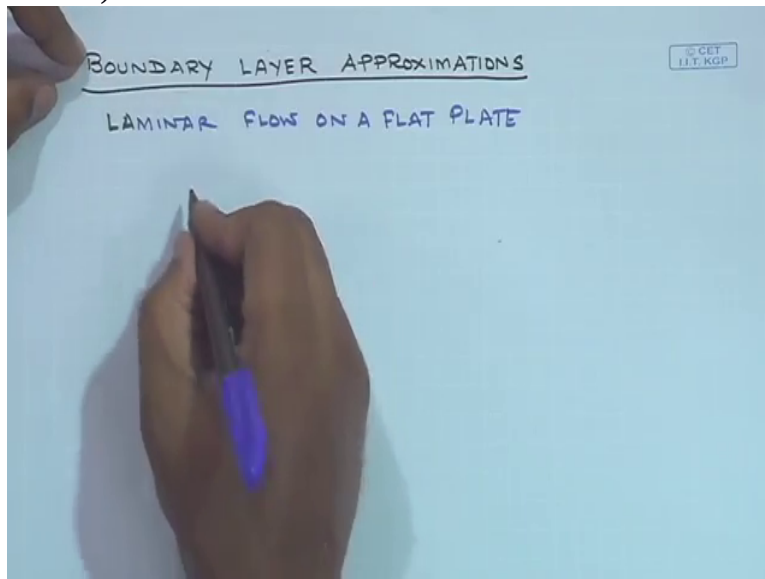 BOUNDARY LAYER APPROXIMATIONS
© CET
I.I.T. KGP
LAMINAR FLOW ON A FLAT PLATE